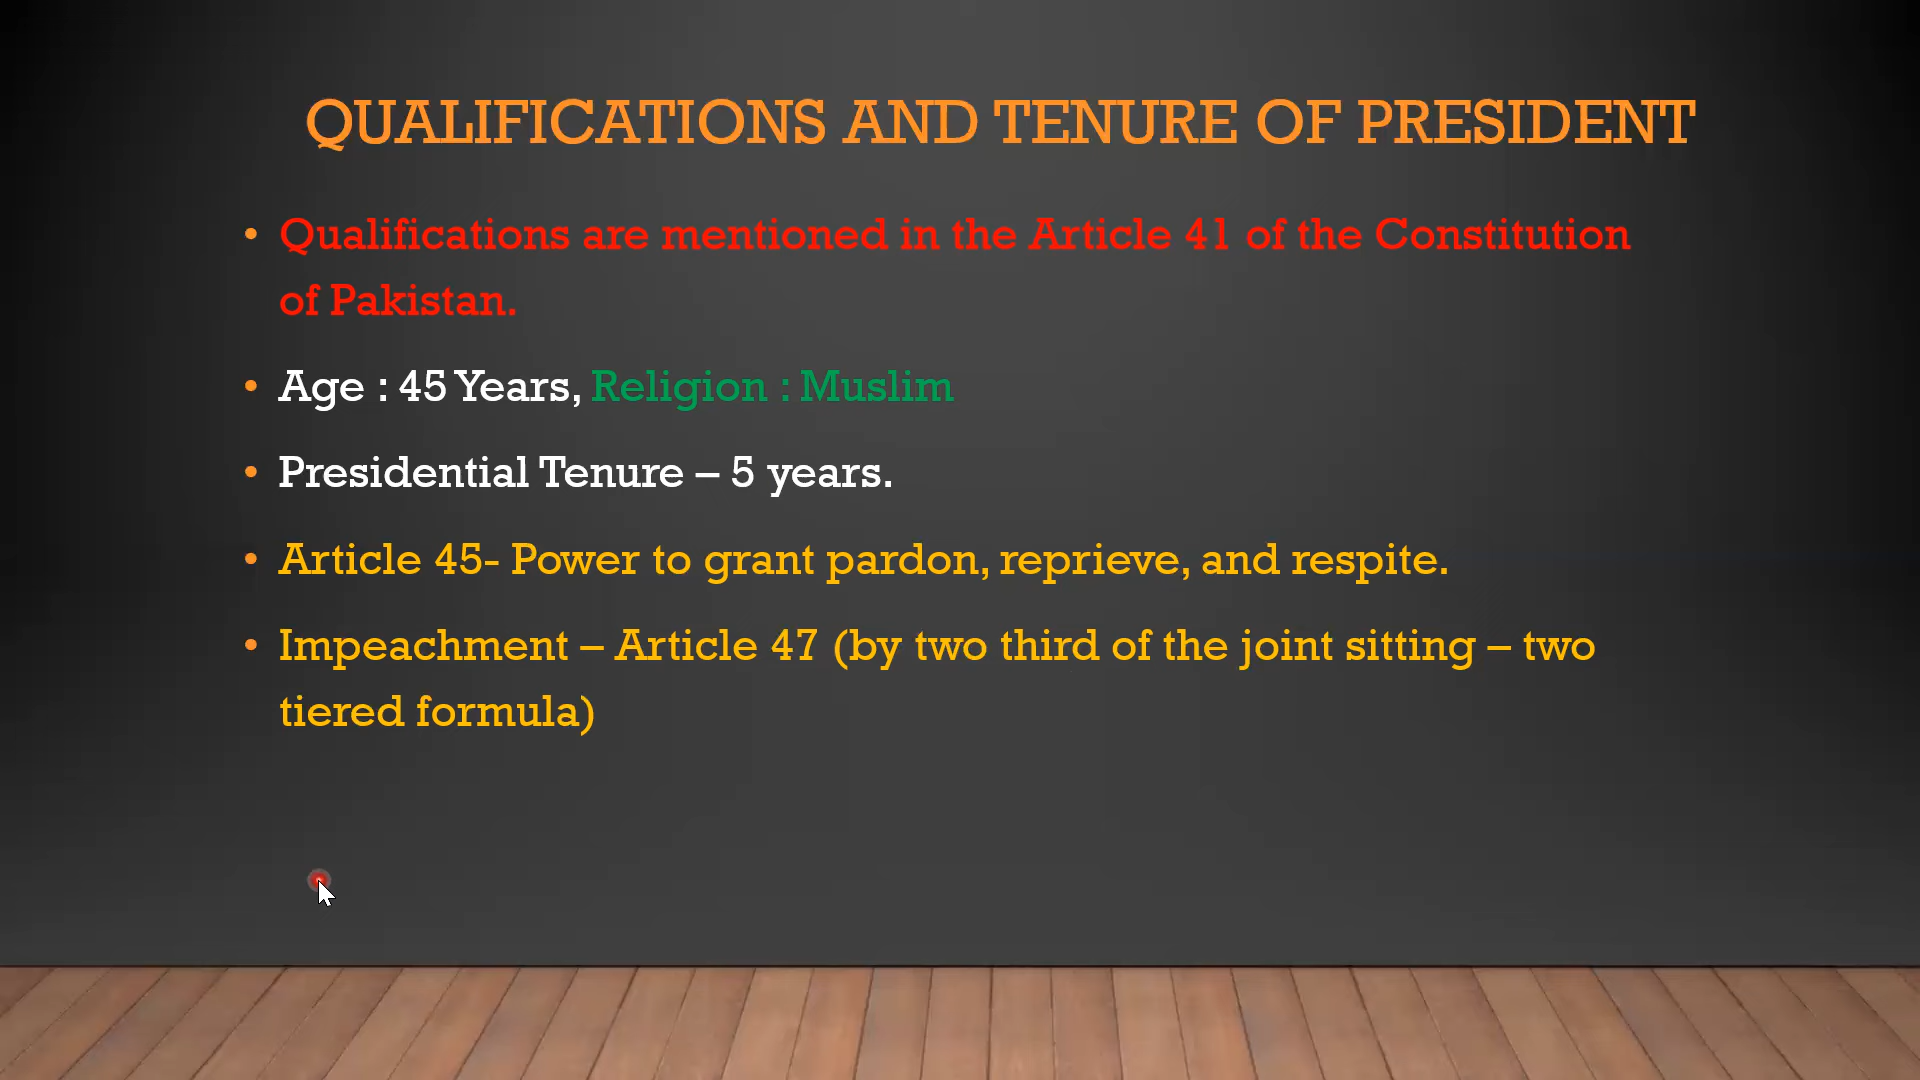 QUALIFICATIONS AND TENURE OF PRESIDENT
• Qualifications are mentioned in the Article 41 of the Constitution
of Pakistan.
• Age : 45 Years, Religion : Muslim
• Presidential Tenure – 5 years.
• Article 45- Power to grant pardon, reprieve, and respite.
• Impeachment – Article 47 (by two third of the joint sitting – two
tiered formula)